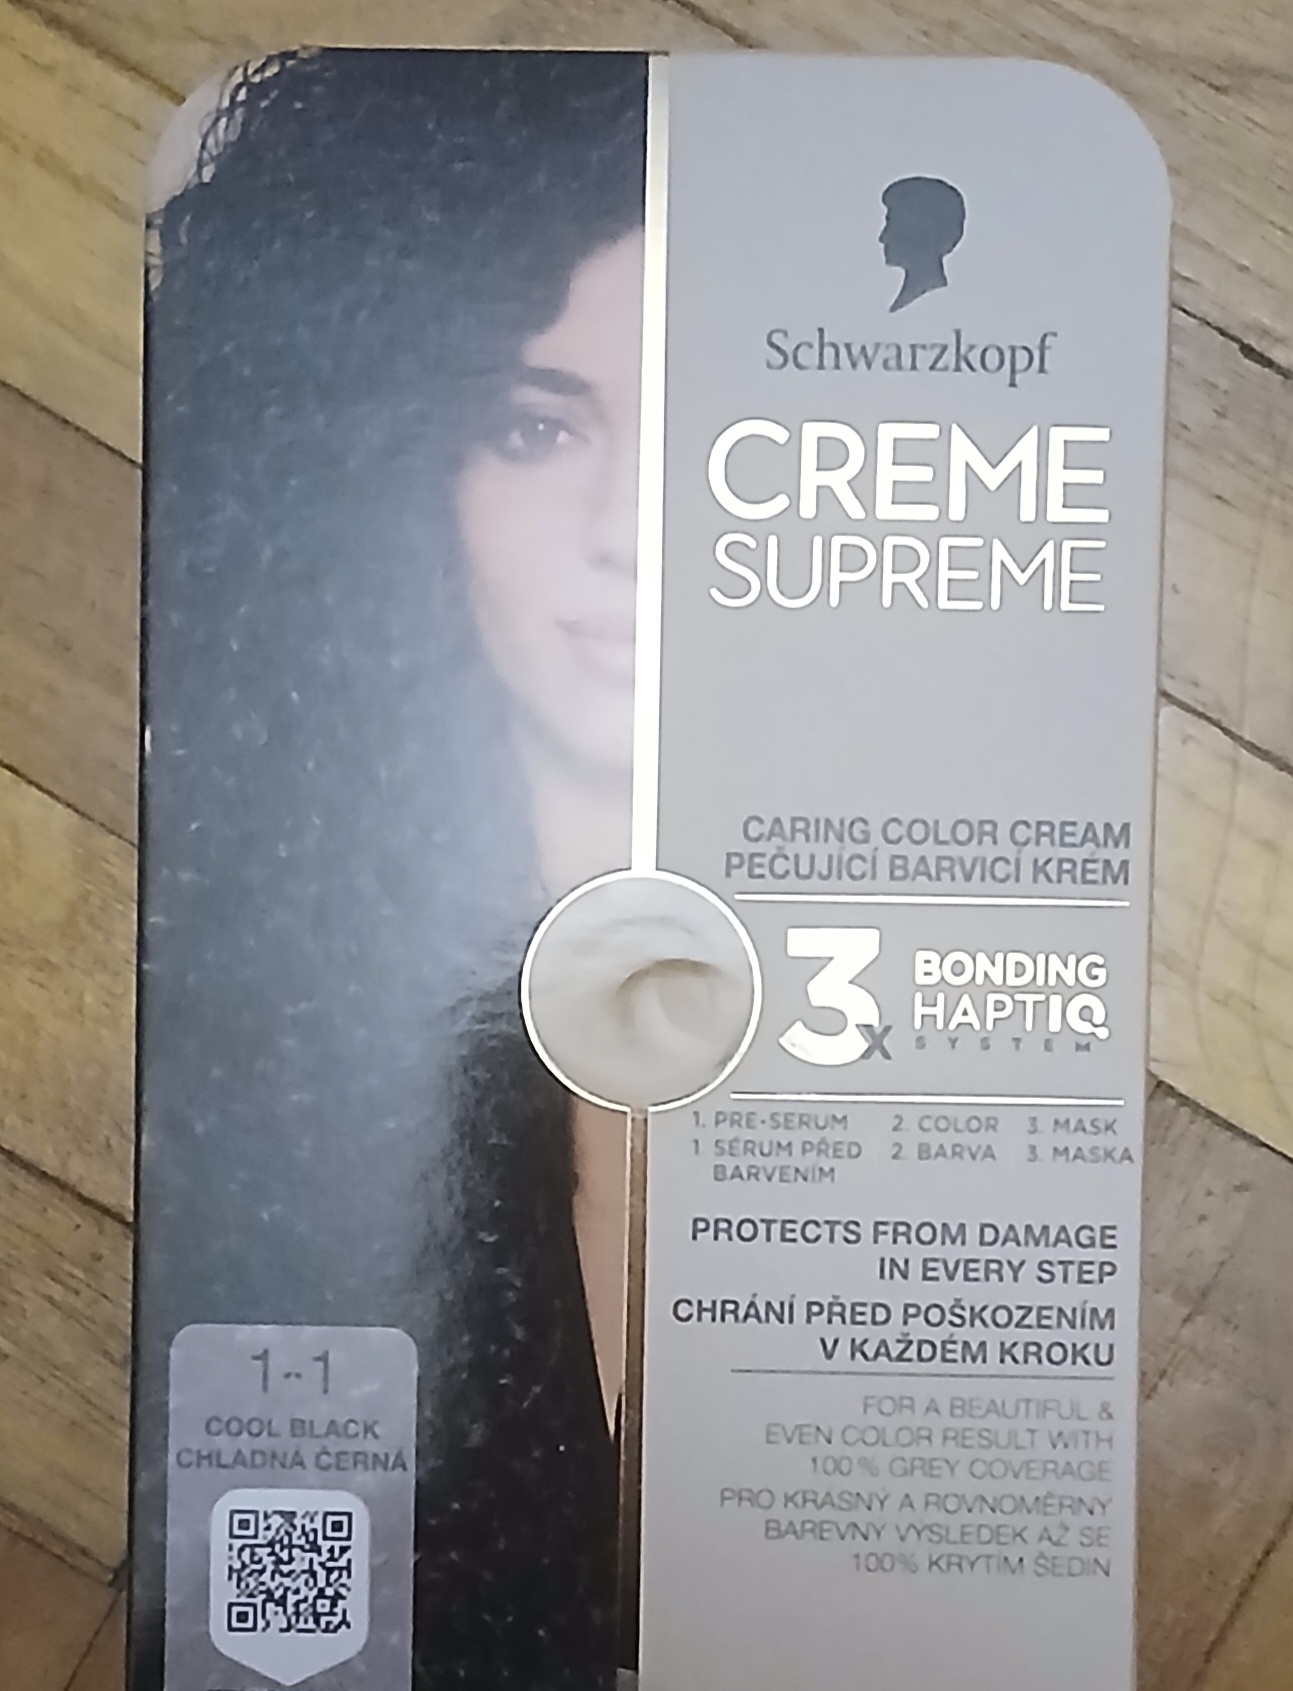 Schwarzkopf
CREME
SUPREME
CARING COLOR CREAM
PEČUJÍCÍ BARVICÍ KRÉM
3x BONDING
HAPTIQ
SYSTEM
1. PRE-SERUM 2. COLOR 3. MASK
1. SÉRUM PŘED 2. BARVA 3. MASKA
BARVENÍM
PROTECTS FROM DAMAGE
IN EVERY STEP
CHRÁNÍ PŘED POŠKOZENÍM
V KAŽDÉM KROKU
FOR A BEAUTIFUL &
EVEN COLOR RESULT WITH
100 % GREY COVERAGE
PRO KRÁSNÝ A ROVNOMĚRNÝ
BAREVNÝ VÝSLEDEK AŽ SE
100% KRYTÍM ŠEDIN
1-1
COOL BLACK
CHLADNÁ ČERNÁ